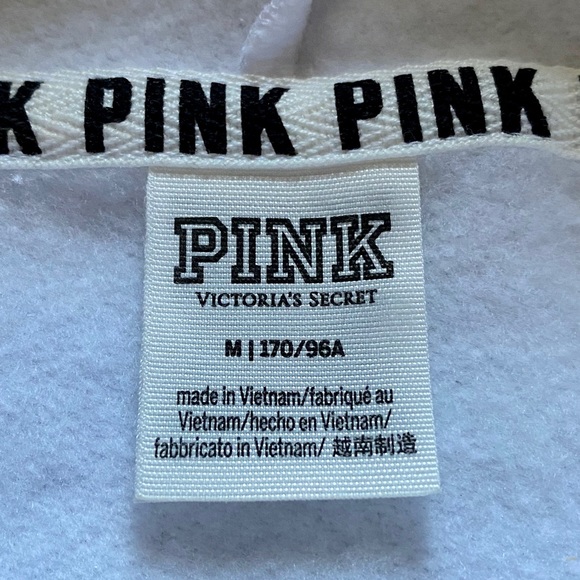 K PINK PINK
PINK
VICTORIA'S SECRET
M | 170/96A
made in Vietnam/fabriqué au
Vietnam/hecho en Vietnam/
fabbricato in Vietnam/ 越南制造